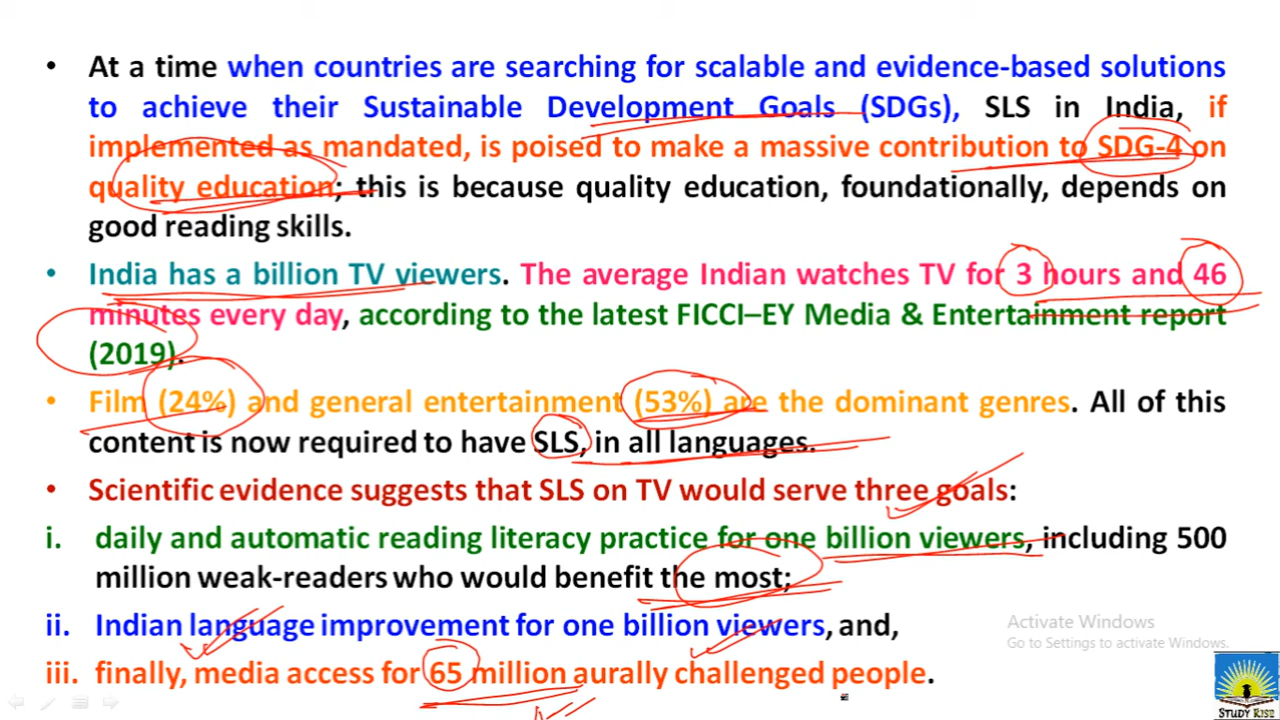 • At a time when countries are searching for scalable and evidence-based solutions
to achieve their Sustainable Development Goals (SDGs), SLS in India, if
implemented as mandated, is poised to make a massive contribution to SDG-4 on
quality education; this is because quality education, foundationally, depends on
good reading skills.
• India has a billion TV viewers. The average Indian watches TV for 3 hours and 46
minutes every day, according to the latest FICCI–EY Media & Entertainment report
(2019).
• Film (24%) and general entertainment (53%) are the dominant genres. All of this
content is now required to have SLS, in all languages.
• Scientific evidence suggests that SLS on TV would serve three goals:
i. daily and automatic reading literacy practice for one billion viewers, including 500
million weak-readers who would benefit the most;
ii. Indian language improvement for one billion viewers, and,
iii. finally, media access for 65 million aurally challenged people.
Activate Windows
Go to Settings to activate Windows.
STUDY RISE